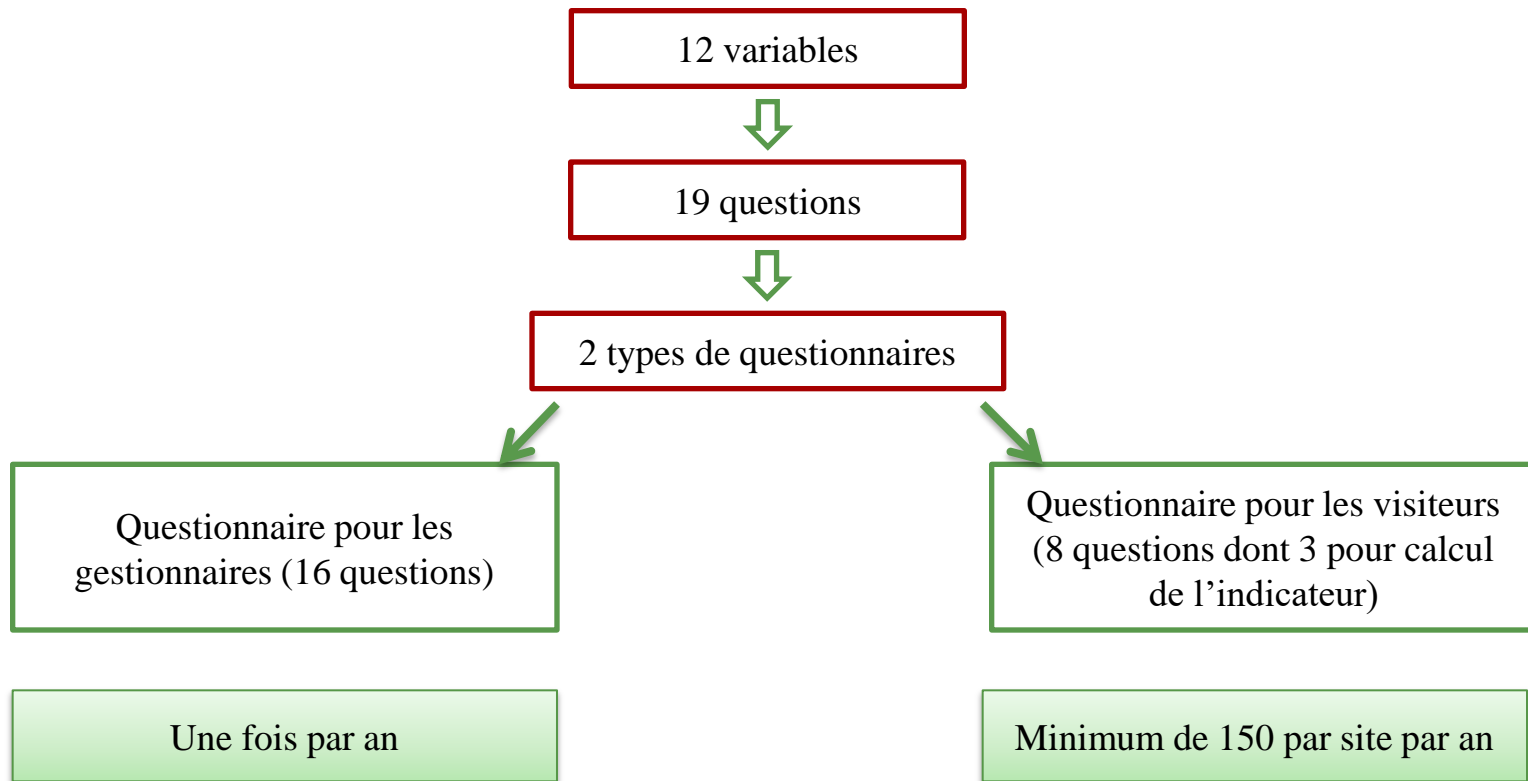 12 variables
19 questions
2 types de questionnaires
Questionnaire pour les
gestionnaires (16 questions)
Questionnaire pour les visiteurs
(8 questions dont 3 pour calcul
de l’indicateur)
Une fois par an
Minimum de 150 par site par an